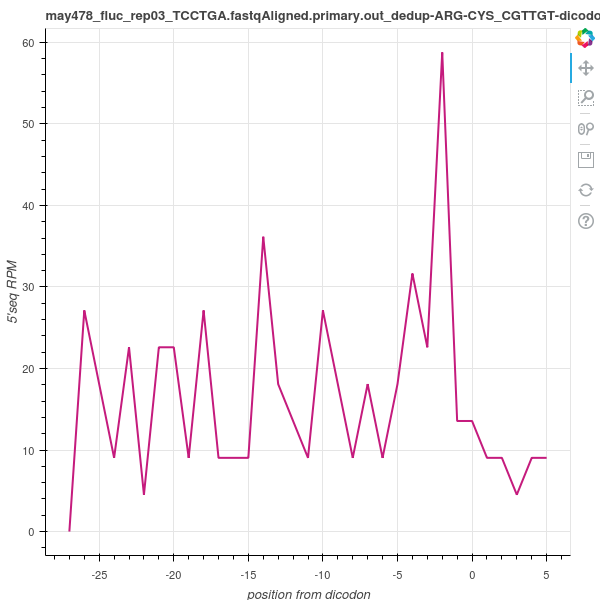 may478_fluc_rep03_TCCTGA.fastqAligned.primary.out_dedup-ARG-CYS_CGTTGT-dicodo
60
50
40
30
20
10
0
5'seq RPM
-25 -20 -15 -10 -5 0 5
position from dicodon